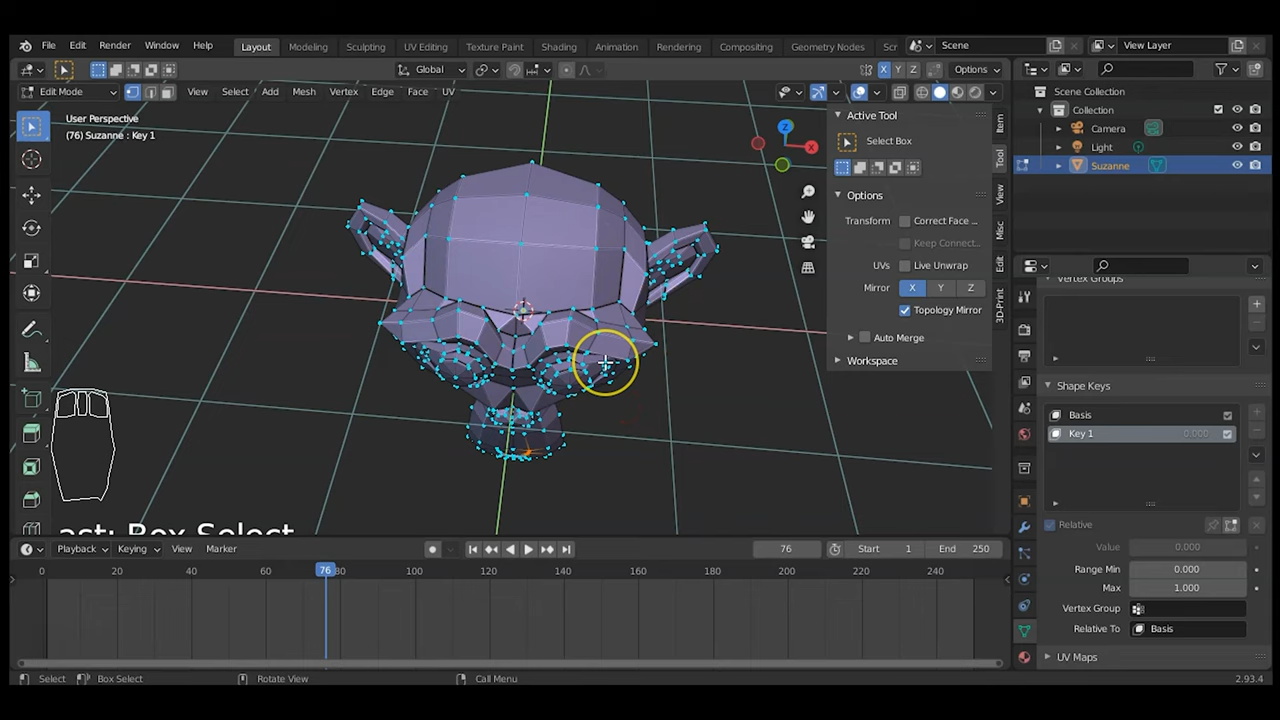 File Edit Render Window Help Layout Modeling Sculpting UV Editing Texture Paint Shading Animation Rendering Compositing Geometry Nodes Scr Scene View Layer
Global X Y Z Options
Edit Mode View Select Add Mesh Vertex Edge Face UV
Scene Collection
Collection
Camera
Light
Suzanne
User Perspective
(76) Suzanne : Key 1
Z
X
Active Tool
Select Box
Options
Transform Correct Face ...
Keep Connect...
UVs Live Unwrap
Mirror X Y Z
Topology Mirror
Auto Merge
Workspace
Item
Tool
View
Misc
Edit
3D-Print
Vertex Groups
Shape Keys
Basis
Key 1 0.000
Relative
Value 0.000
Range Min 0.000
Max 1.000
Vertex Group
Relative To Basis
UV Maps
ast: Box Select
Playback Keying View Marker 76 Start 1 End 250
0 20 40 60 76 80 100 120 140 160 180 200 220 240
Select Box Select Rotate View Call Menu 2.93.4